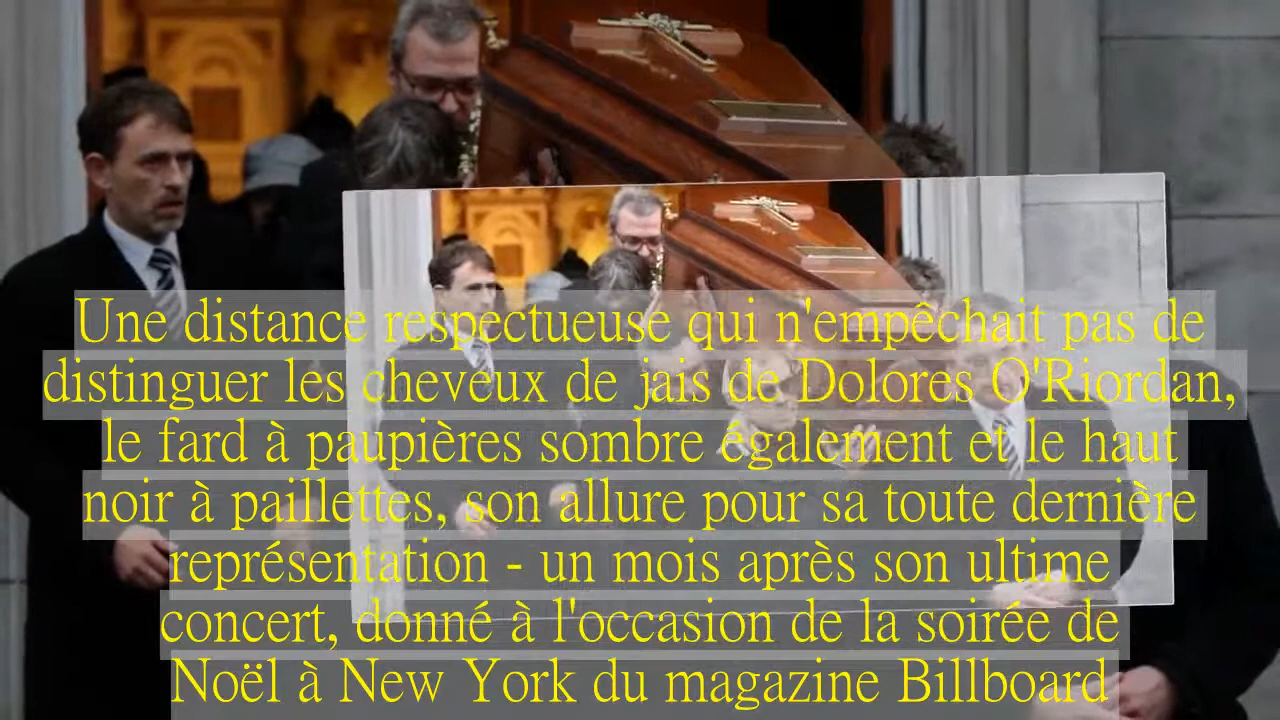 Une distance respectueuse qui n'empêchait pas de
distinguer les cheveux de jais de Dolores O'Riordan,
le fard à paupières sombre également et le haut
noir à paillettes, son allure pour sa toute dernière
représentation - un mois après son ultime
concert, donné à l'occasion de la soirée de
Noël à New York du magazine Billboard